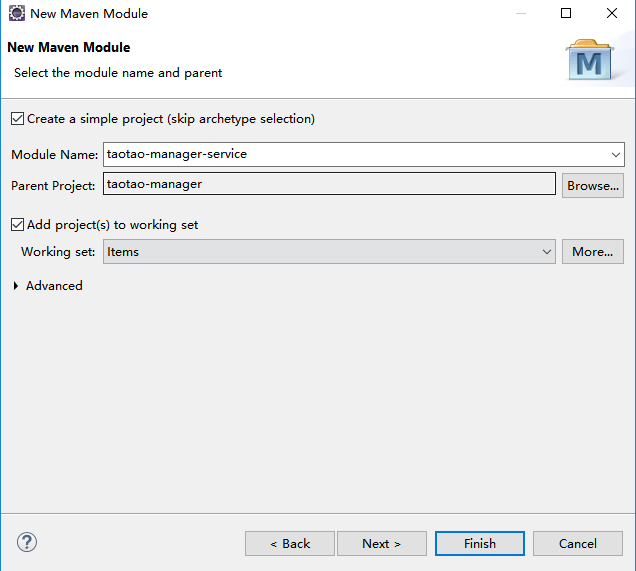 New Maven Module
New Maven Module
Select the module name and parent
M
Create a simple project (skip archetype selection)
Module Name: taotao-manager-service
Parent Project: taotao-manager Browse...
Add project(s) to working set
Working set: Items More...
Advanced
? < Back Next > Finish Cancel